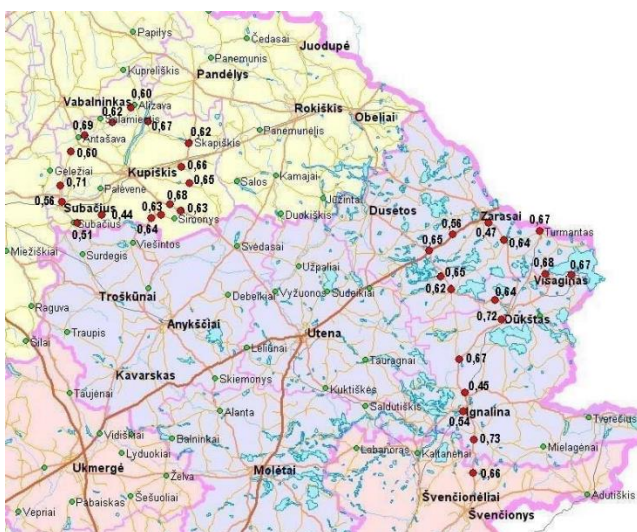 Papilys
Čedasai
Juodupė
Panemunis
Kupreliškis
Pandėlys
0,60
Vabalninkas
Alizava
0,62
Salamiestis
0,67
Rokiškis
Obeliai
0,69
Antašava
0,62
Skapiškis
Panemunėlis
0,60
Geležiai
0,66
Kupiškis
Kamajai
0,71
Palėvenė
0,65
Salos
0,56
0,68
Jūžintai
Subačius
0,44
0,63
0,63
Dusetos
Zarasai
Subačius
Simonys
Duokiškis
0,56
0,67
0,51
0,64
0,47
Turmantas
0,64
Miežiškiai
Viešintos
Svėdasai
0,65
Surdegis
Užpaliai
0,68
0,67
0,65
Visaginas
Troškūnai
Debeikiai
Vyžuonos
Sudeikiai
0,62
0,64
Raguva
0,72
Dūkštas
Anykščiai
Traupis
Utena
Šilai
Leliūnai
Tauragnai
0,67
Kavarskas
Skiemonys
Kuktiškės
Taujėnai
0,45
Saldutiškis
Alanta
Ignalina
0,54
Tverečius
Vidiškiai
Balninkai
0,73
Labanoras
Kaltanėnai
Mielagėnai
Lyduokiai
Ukmergė
Molėtai
Želva
0,66
Šešuoliai
Pabaiskas
Adutiškis
Švenčionėliai
Vepriai
Švenčionys